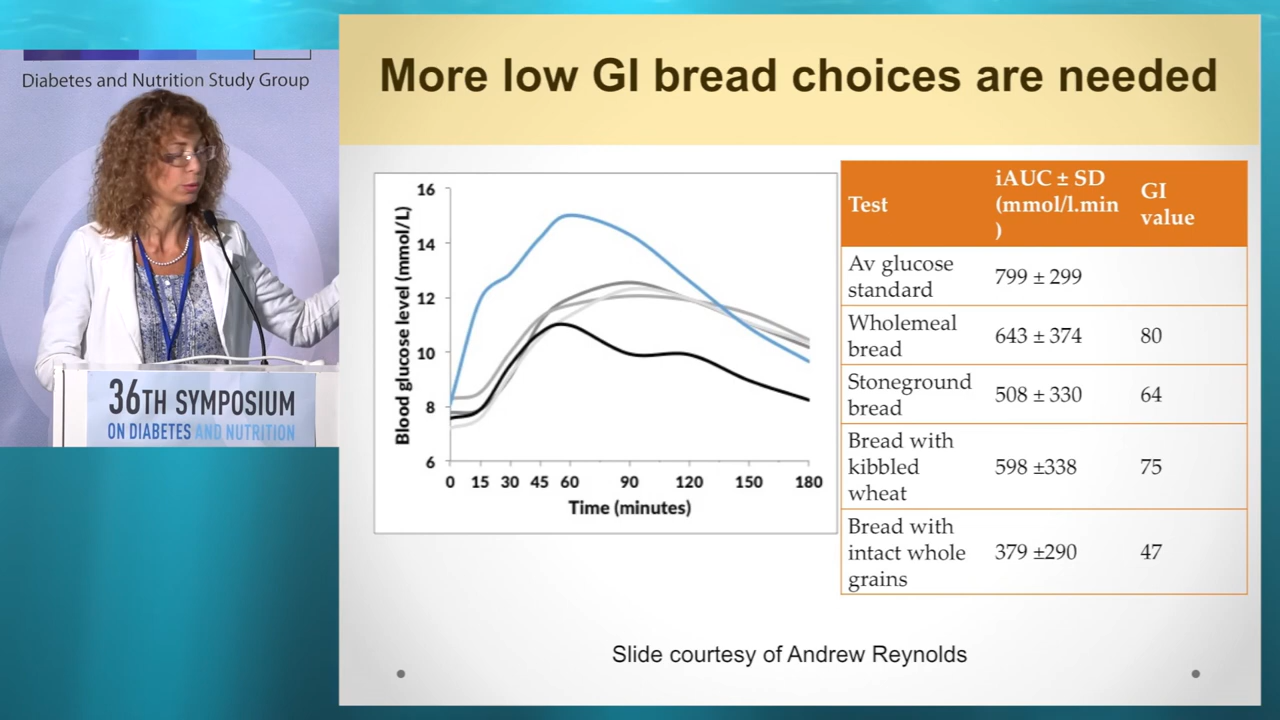 Diabetes and Nutrition Study Group
36TH SYMPOSIUM
ON DIABETES AND NUTRITION
More low GI bread choices are needed
Blood glucose level (mmol/L)
16
14
12
10
8
6
0 15 30 45 60 90 120 150 180
Time (minutes)
Test
iAUC ± SD
(mmol/l.min
)
GI
value
Av glucose
standard
799 ± 299
Wholemeal
bread
643 ± 374
80
Stoneground
bread
508 ± 330
64
Bread with
kibbled
wheat
598 ±338
75
Bread with
intact whole
grains
379 ±290
47
Slide courtesy of Andrew Reynolds